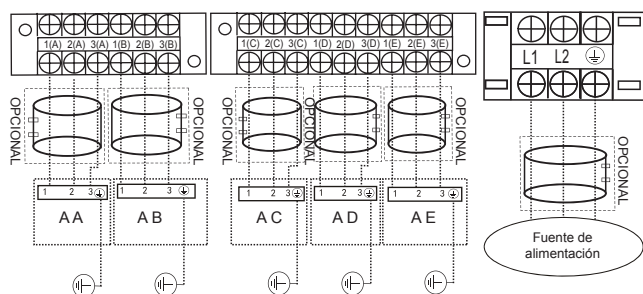 1(A) 2(A) 3(A) 1(B) 2(B) 3(B)
1(C) 2(C) 3(C) 1(D) 2(D) 3(D) 1(E) 2(E) 3(E)
L1 L2
OPCIONAL
OPCIONAL
OPCIONAL
OPCIONAL
OPCIONAL
OPCIONAL
1 2 3
1 2 3
1 2 3
1 2 3
1 2 3
A A
A B
A C
A D
A E
Fuente de
alimentación